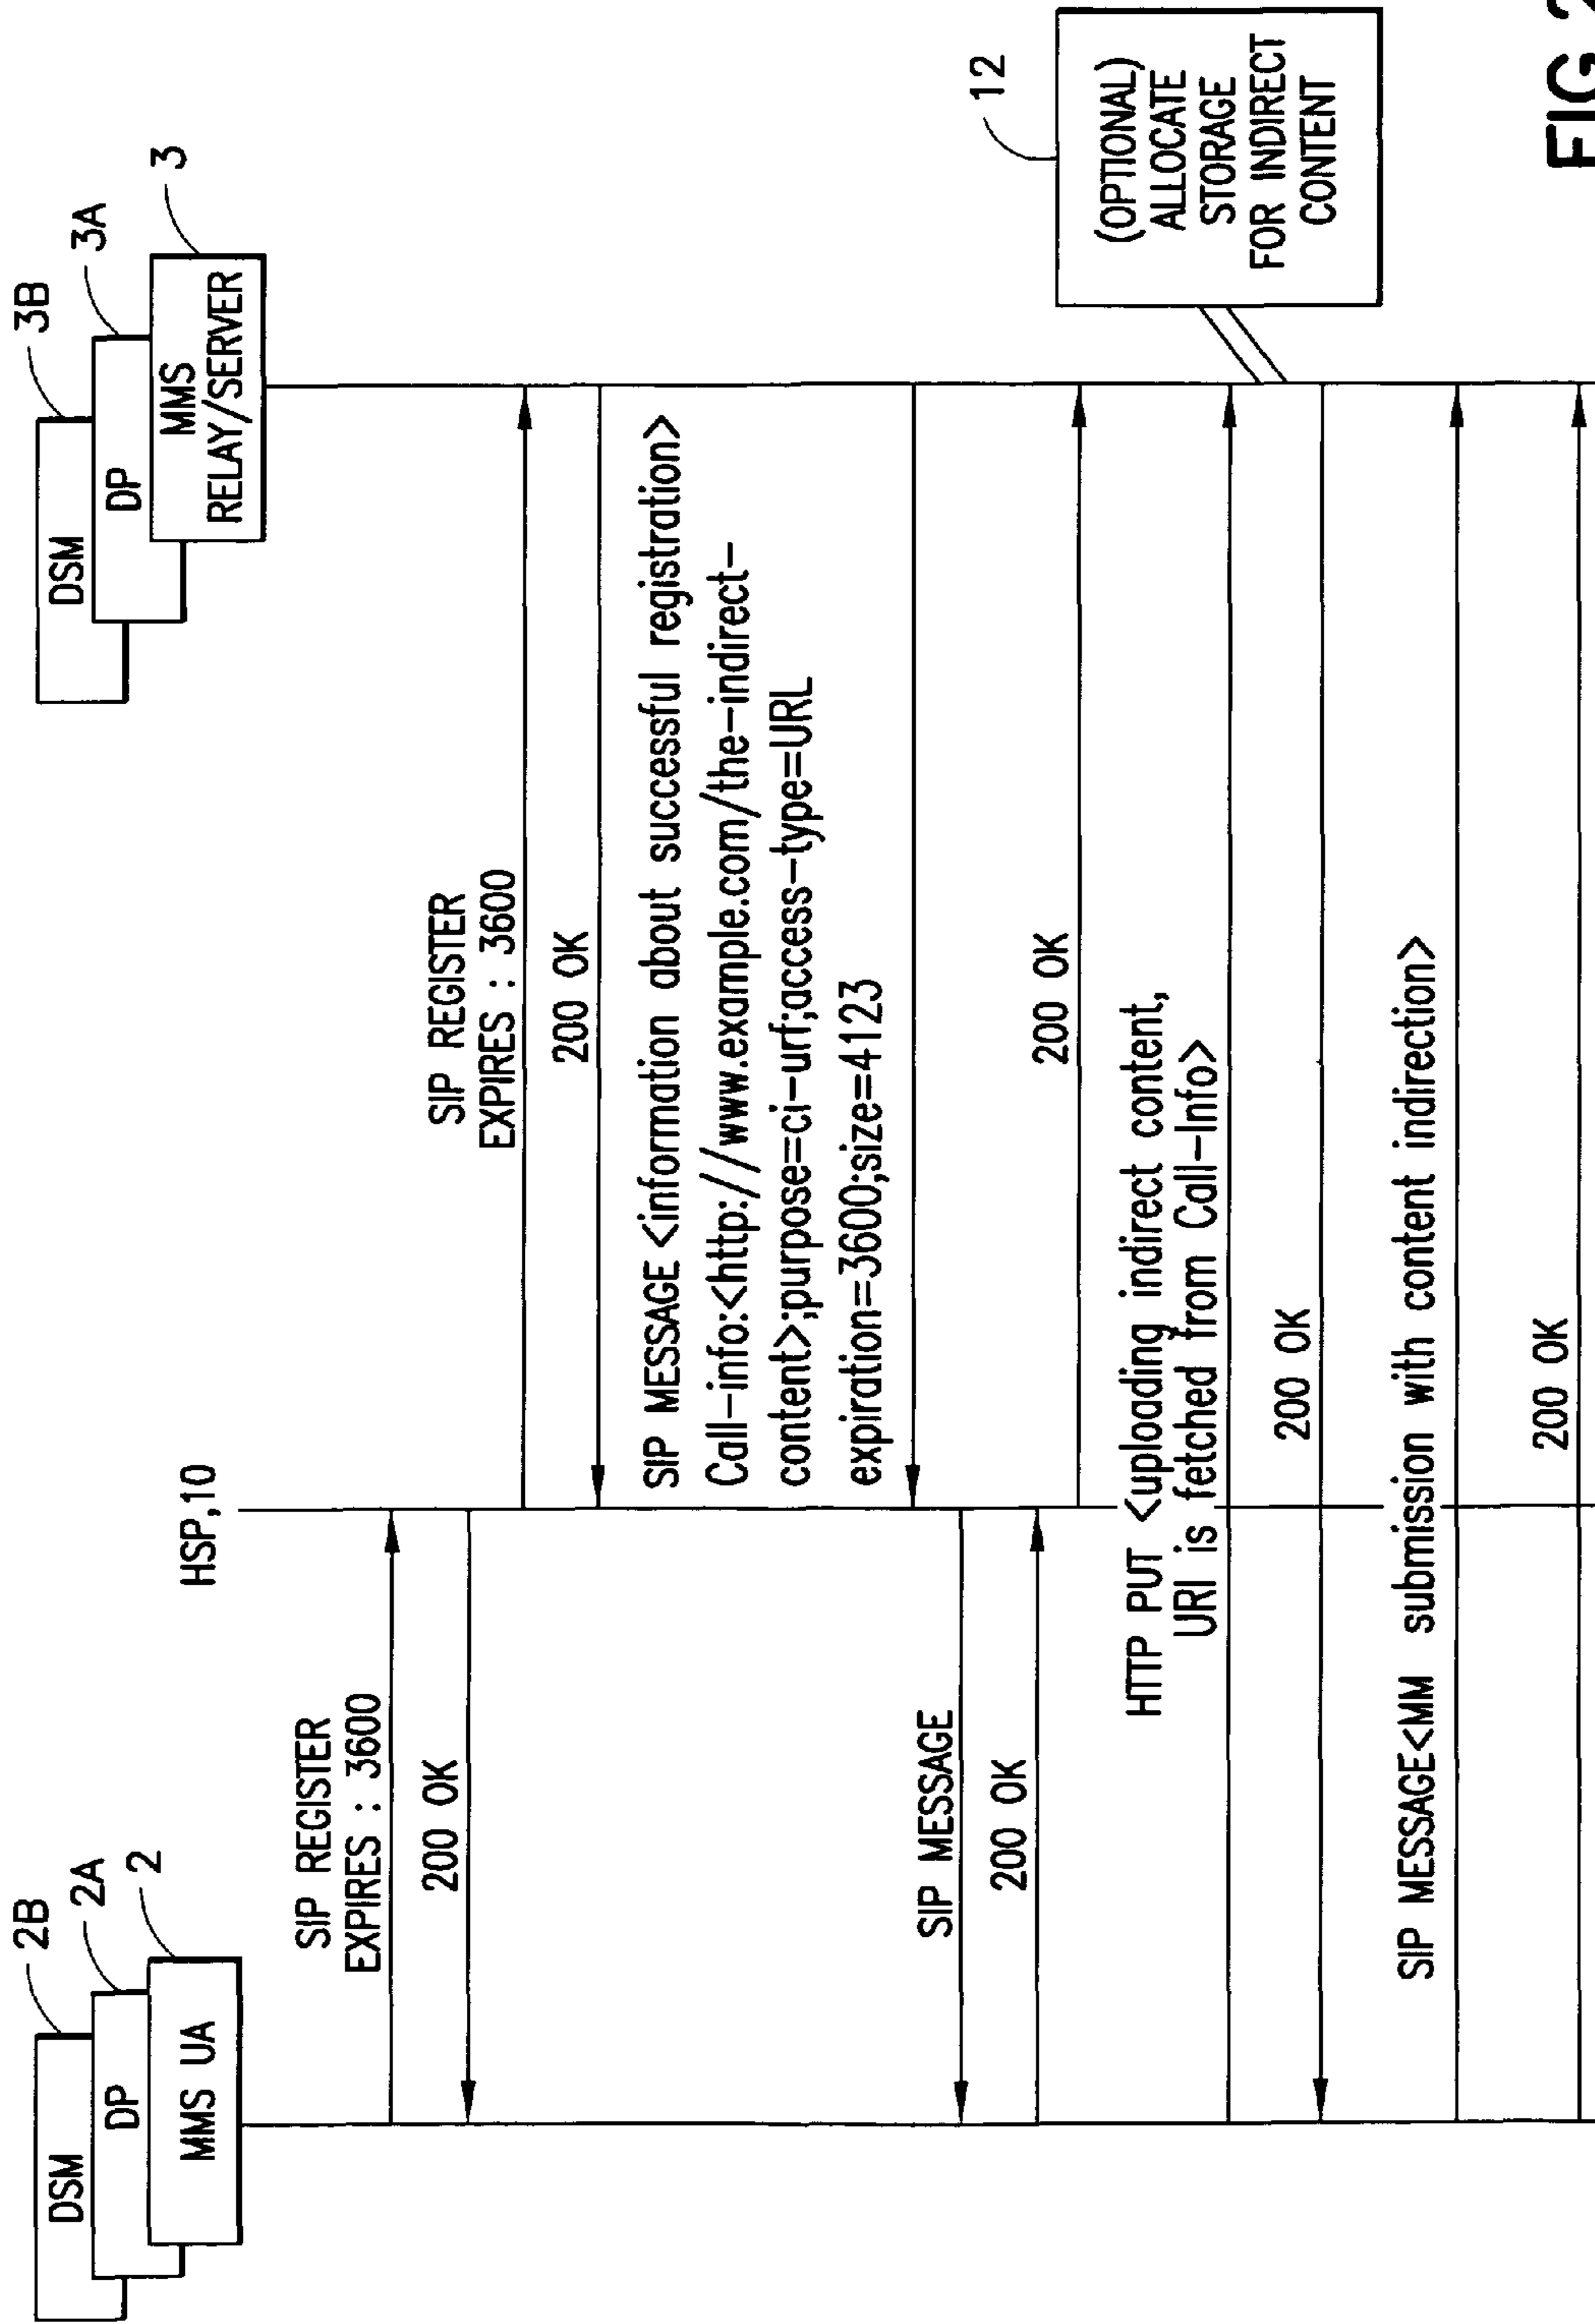 2B
2A
2
DSM
DP
MMS UA
HSP,10
3B
3A
3
DSM
DP
MMS
RELAY/SERVER
SIP REGISTER
EXPIRES : 3600
200 OK
SIP REGISTER
EXPIRES : 3600
200 OK
SIP MESSAGE <information about successful registration>
Call-info:<http://www.example.com/the-indirect-
content>;purpose=ci-urf;access-type=URL
expiration=3600;size=4123
SIP MESSAGE
200 OK
200 OK
HTTP PUT <uploading indirect content,
URI is fetched from Call-Info>
12
(OPTIONAL)
ALLOCATE
STORAGE
FOR INDIRECT
CONTENT
200 OK
SIP MESSAGE<MM submission with content indirection>
200 OK
FIG.2